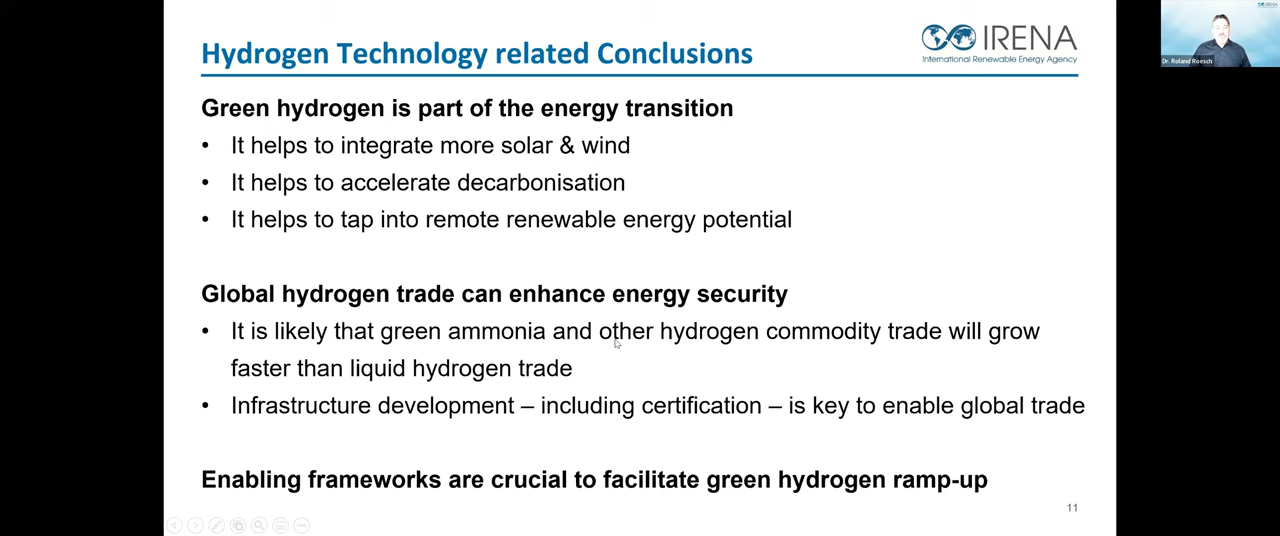 Hydrogen Technology related Conclusions
IRENA
International Renewable Energy Agency
Dr. Roland Roesch
Green hydrogen is part of the energy transition
• It helps to integrate more solar & wind
• It helps to accelerate decarbonisation
• It helps to tap into remote renewable energy potential
Global hydrogen trade can enhance energy security
• It is likely that green ammonia and other hydrogen commodity trade will grow
faster than liquid hydrogen trade
• Infrastructure development – including certification – is key to enable global trade
Enabling frameworks are crucial to facilitate green hydrogen ramp-up
11